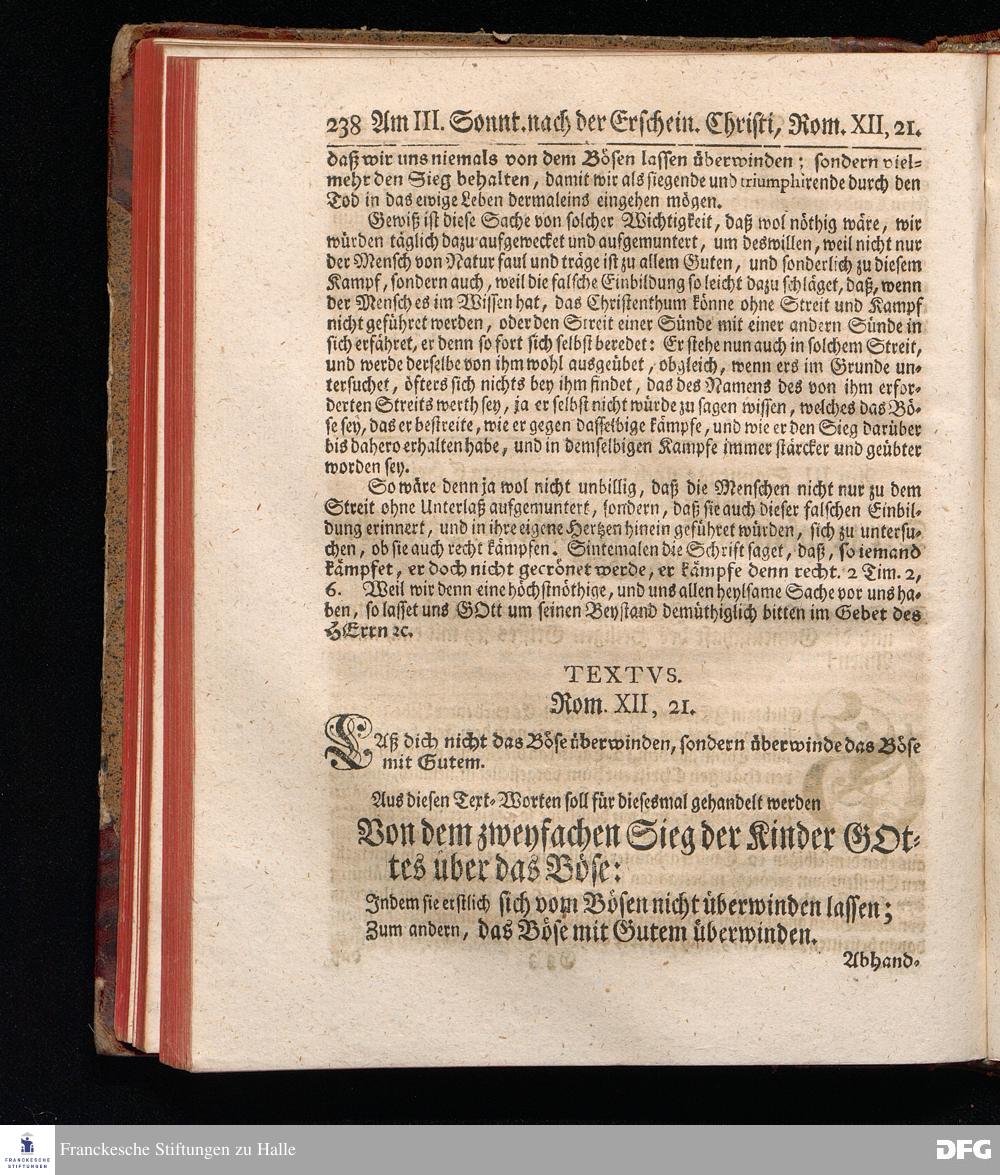 238 Am III. Sonnt. nach der Erschein. Christi, Rom. XII, 21.
daß wir uns niemals von dem Bösen lassen überwinden; sondern viel-
mehr den Sieg behalten, damit wir als siegende und triumphirende durch den
Tod in das ewige Leben dermaleins eingehen mögen.
Gewiß ist diese Sache von solcher Wichtigkeit, daß wol nöthig wäre, wir
würden täglich dazu aufgewecket und aufgemuntert, um deswillen, weil nicht nur
der Mensch von Natur faul und träge ist zu allem Guten, und sonderlich zu diesem
Kampf, sondern auch, weil die falsche Einbildung so leicht dazu schläget, daß, wenn
der Mensch es im Wissen hat, das Christenthum könne ohne Streit und Kampf
nicht geführet werden, oder den Streit einer Sünde mit einer andern Sünde in
sich erfähret, er denn so fort sich selbst beredet: Er stehe nun auch in solchem Streit,
und werde derselbe von ihm wohl ausgeübet, obgleich, wenn ers im Grunde un-
tersuchet, öfters sich nichts bey ihm findet, das des Namens des von ihm erfor-
derten Streits werth sey, ja er selbst nicht würde zu sagen wissen, welches das Bö-
se sey, das er bestreite, wie er gegen dasselbige kämpfe, und wie er den Sieg darüber
bis dahero erhalten habe, und in demselbigen Kampfe immer stärcker und geübter
worden sey.
So wäre denn ja wol nicht unbillig, daß die Menschen nicht nur zu dem
Streit ohne Unterlaß aufgemuntert, sondern, daß sie auch dieser falschen Einbil-
dung erinnert, und in ihre eigene Hertzen hinein geführet würden, sich zu untersu-
chen, ob sie auch recht kämpfen. Sintemalen die Schrift saget, daß, so iemand
kämpfet, er doch nicht gecrönet werde, er kämpfe denn recht. 2 Tim. 2,
6. Weil wir denn eine höchstnöthige, und uns allen heylsame Sache vor uns ha-
ben, so lasset uns GOtt um seinen Beystand demüthiglich bitten im Gebet des
HErrn ꝛc.
TEXTVS.
Rom. XII, 21.
LAß dich nicht das Böse überwinden, sondern überwinde das Böse
mit Gutem.
Aus diesen Text-Worten soll für diesesmal gehandelt werden
Von dem zweyfachen Sieg der Kinder GOt-
tes über das Böse:
Indem sie erstlich sich vom Bösen nicht überwinden lassen;
Zum andern, das Böse mit Gutem überwinden.
Abhand-
FRANCKESCHE
STIFTUNGEN
Franckesche Stiftungen zu Halle
DFG